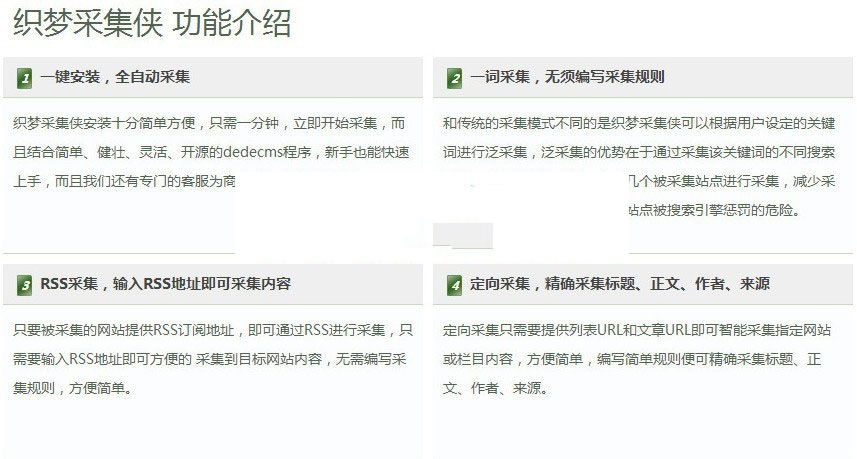 织梦采集侠 功能介绍
1 一键安装，全自动采集
织梦采集侠安装十分简单方便，只需一分钟，立即开始采集，而
且结合简单、健壮、灵活、开源的dedecms程序，新手也能快速
上手，而且我们还有专门的客服为商
2 一词采集，无须编写采集规则
和传统的采集模式不同的是织梦采集侠可以根据用户设定的关键
词进行泛采集，泛采集的优势在于通过采集该关键词的不同搜索
几个被采集站点进行采集，减少采
站点被搜索引擎惩罚的危险。
3 RSS采集，输入RSS地址即可采集内容
只要被采集的网站提供RSS订阅地址，即可通过RSS进行采集，只
需要输入RSS地址即可方便的 采集到目标网站内容，无需编写采
集规则，方便简单。
4 定向采集，精确采集标题、正文、作者、来源
定向采集只需要提供列表URL和文章URL即可智能采集指定网站
或栏目内容，方便简单，编写简单规则便可精确采集标题、正
文、作者、来源。